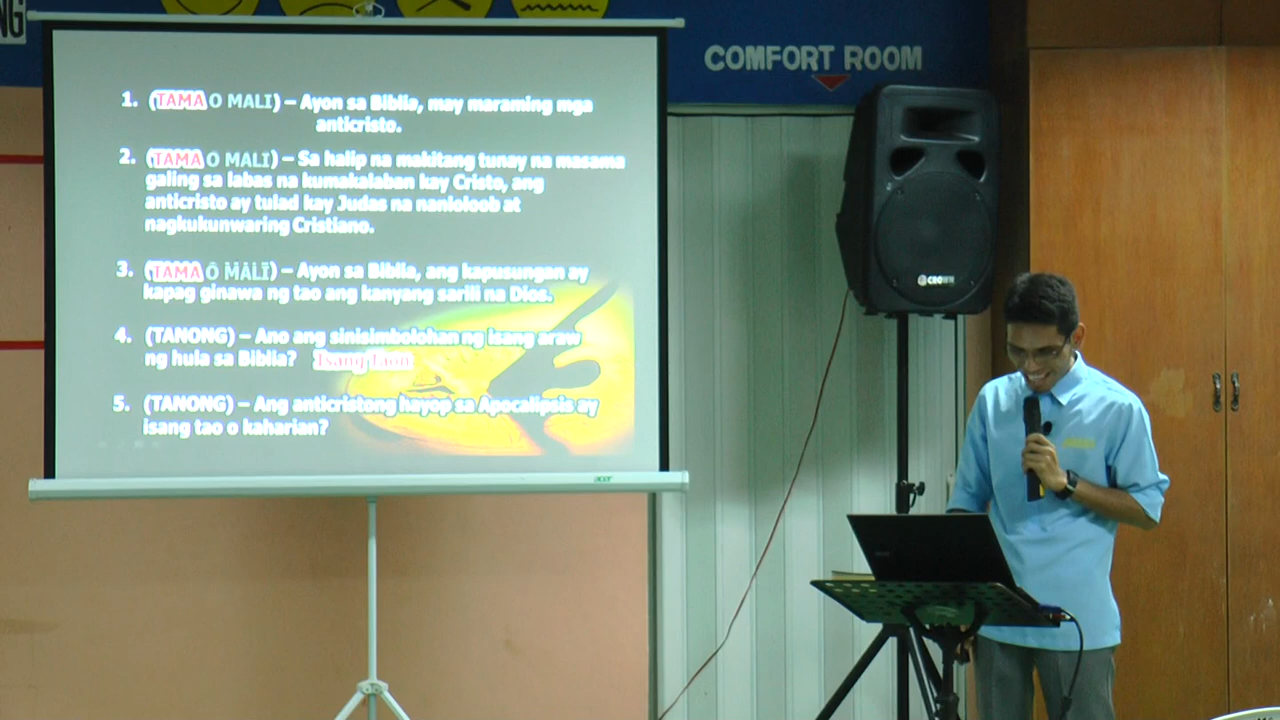 NG
COMFORT ROOM
1. (TAMA O MALI) – Ayon sa Biblia, may maraming mga
anticristo.
2. (TAMA O MALI) – Sa halip na makitang tunay na masama
galing sa labas na kumakalaban kay Cristo, ang
anticristo ay tulad kay Judas na nanloloob at
nagkukunwaring Cristiano.
3. (TAMA O MALI) – Ayon sa Biblia, ang kapusungan ay
kapag ginawa ng tao ang kanyang sarili na Dios.
4. (TANONG) – Ano ang sinisimbolohan ng isang araw
ng hula sa Biblia? Isang Taon
5. (TANONG) – Ang anticristong hayop sa Apocalipsis ay
isang tao o kaharian?
acer
CROWN